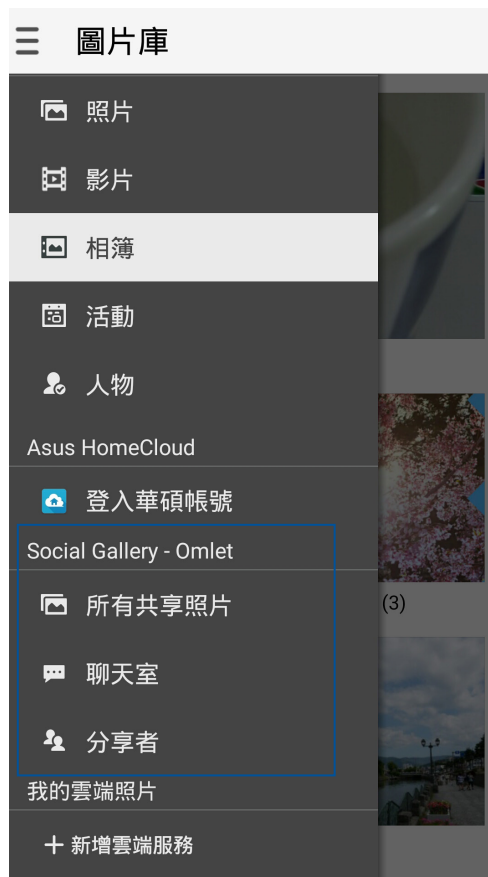 圖片庫
照片
影片
相簿
活動
人物
Asus HomeCloud
登入華碩帳號
Social Gallery - Omlet
所有共享照片
(3)
聊天室
分享者
我的雲端照片
+ 新增雲端服務